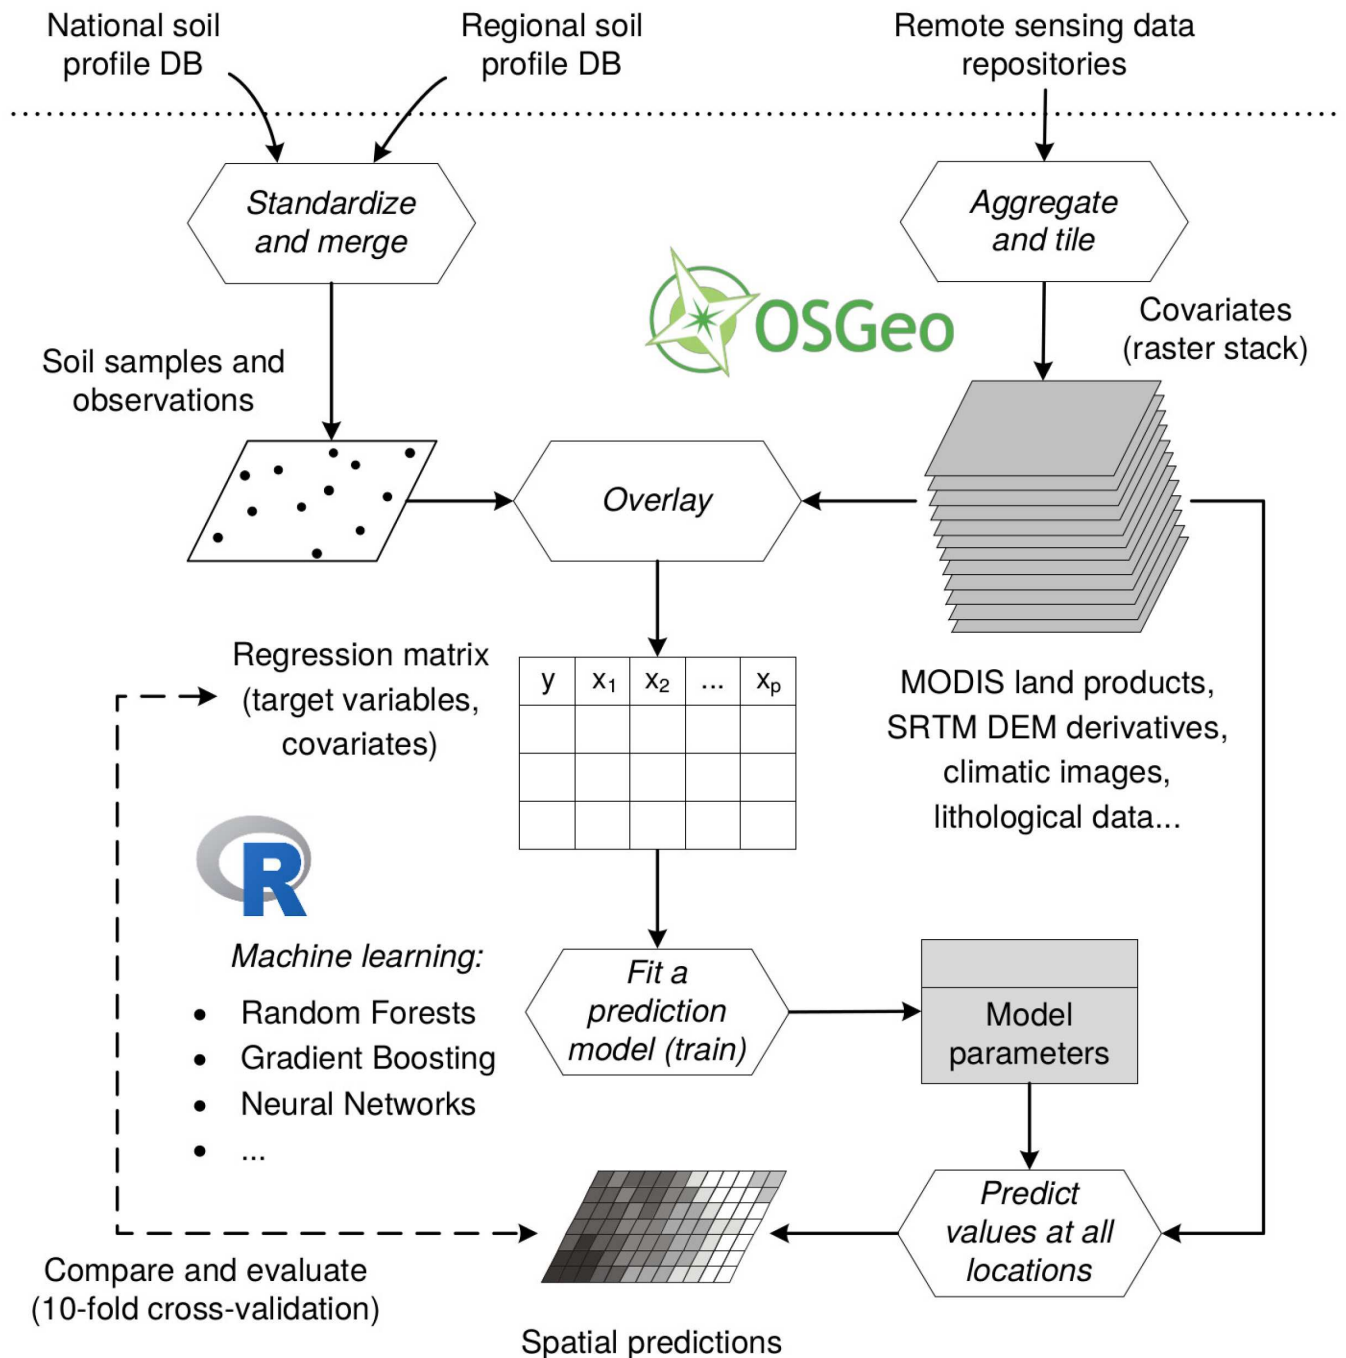 National soil
profile DB
Regional soil
profile DB
Remote sensing data
repositories
Standardize
and merge
Aggregate
and tile
OSGeo
Covariates
(raster stack)
Soil samples and
observations
Overlay
Regression matrix
(target variables,
covariates)
y x1 x2 ... xp
MODIS land products,
SRTM DEM derivatives,
climatic images,
lithological data...
R
Machine learning:
• Random Forests
• Gradient Boosting
• Neural Networks
• ...
Fit a
prediction
model (train)
Model
parameters
Predict
values at all
locations
Compare and evaluate
(10-fold cross-validation)
Spatial predictions